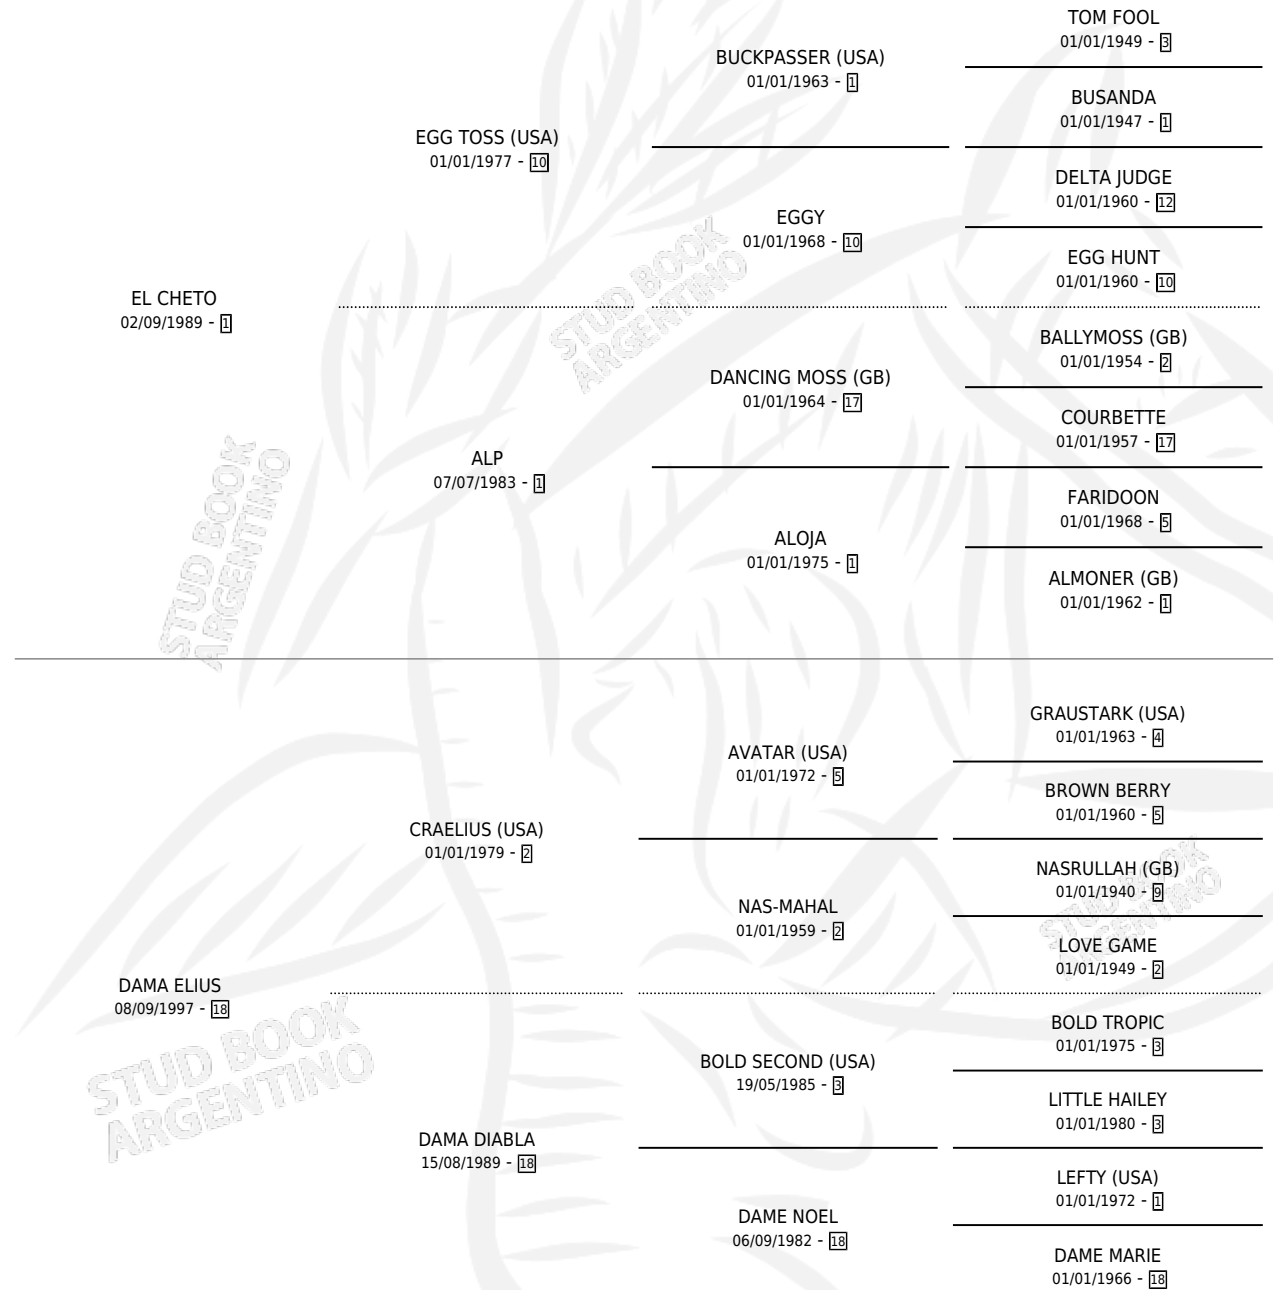 TOM FOOL
01/01/1949 - 3
BUCKPASSER (USA)
01/01/1963 - 1
BUSANDA
01/01/1947 - 1
EGG TOSS (USA)
01/01/1977 - 10
DELTA JUDGE
01/01/1960 - 12
EGGY
01/01/1968 - 10
EGG HUNT
01/01/1960 - 10
EL CHETO
02/09/1989 - 1
BALLYMOSS (GB)
01/01/1954 - 2
DANCING MOSS (GB)
01/01/1964 - 17
COURBETTE
01/01/1957 - 17
ALP
07/07/1983 - 1
FARIDOON
01/01/1968 - 5
ALOJA
01/01/1975 - 1
ALMONER (GB)
01/01/1962 - 1
GRAUSTARK (USA)
01/01/1963 - 4
AVATAR (USA)
01/01/1972 - 5
BROWN BERRY
01/01/1960 - 5
CRAELIUS (USA)
01/01/1979 - 2
NASRULLAH (GB)
01/01/1940 - 9
NAS-MAHAL
01/01/1959 - 2
LOVE GAME
01/01/1949 - 2
DAMA ELIUS
08/09/1997 - 18
BOLD TROPIC
01/01/1975 - 3
BOLD SECOND (USA)
19/05/1985 - 3
LITTLE HAILEY
01/01/1980 - 3
DAMA DIABLA
15/08/1989 - 18
LEFTY (USA)
01/01/1972 - 1
DAME NOEL
06/09/1982 - 18
DAME MARIE
01/01/1966 - 18
STUD BOOK
ARGENTINO
STUD BOOK
ARGENTINO
STUD BOOK
ARGENTINO
STUD BOOK
ARGENTINO